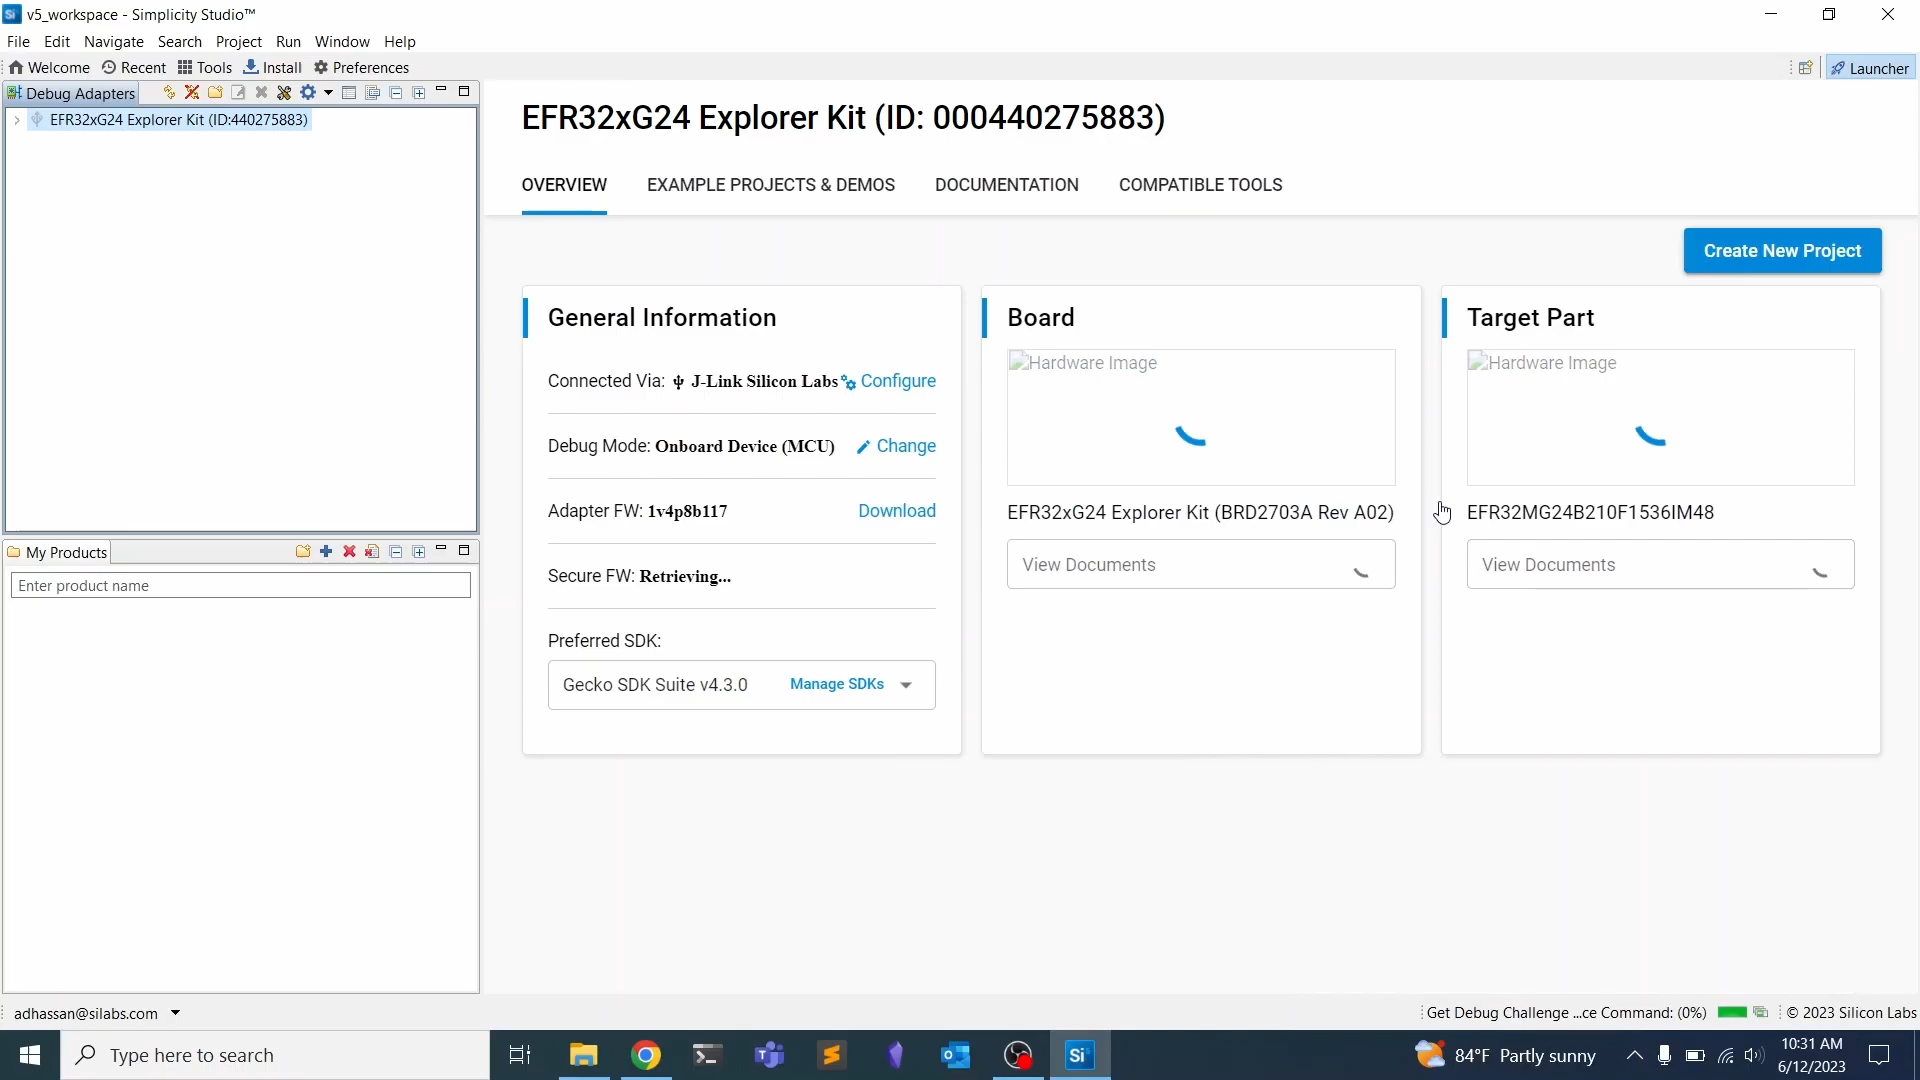 v5_workspace - Simplicity Studio™
File Edit Navigate Search Project Run Window Help
Welcome Recent Tools Install Preferences
Launcher
Debug Adapters
EFR32xG24 Explorer Kit (ID:440275883)
EFR32xG24 Explorer Kit (ID: 000440275883)
OVERVIEW EXAMPLE PROJECTS & DEMOS DOCUMENTATION COMPATIBLE TOOLS
Create New Project
General Information
Connected Via: J-Link Silicon Labs Configure
Debug Mode: Onboard Device (MCU) Change
Adapter FW: 1v4p8b117 Download
Secure FW: Retrieving...
Preferred SDK:
Gecko SDK Suite v4.3.0 Manage SDKs
Board
Hardware Image
EFR32xG24 Explorer Kit (BRD2703A Rev A02)
View Documents
Target Part
Hardware Image
EFR32MG24B210F1536IM48
View Documents
My Products
Enter product name
adhassan@silabs.com
Get Debug Challenge ...ce Command: (0%)
© 2023 Silicon Labs
Si
Type here to search
Si
84°F Partly sunny
10:31 AM
6/12/2023